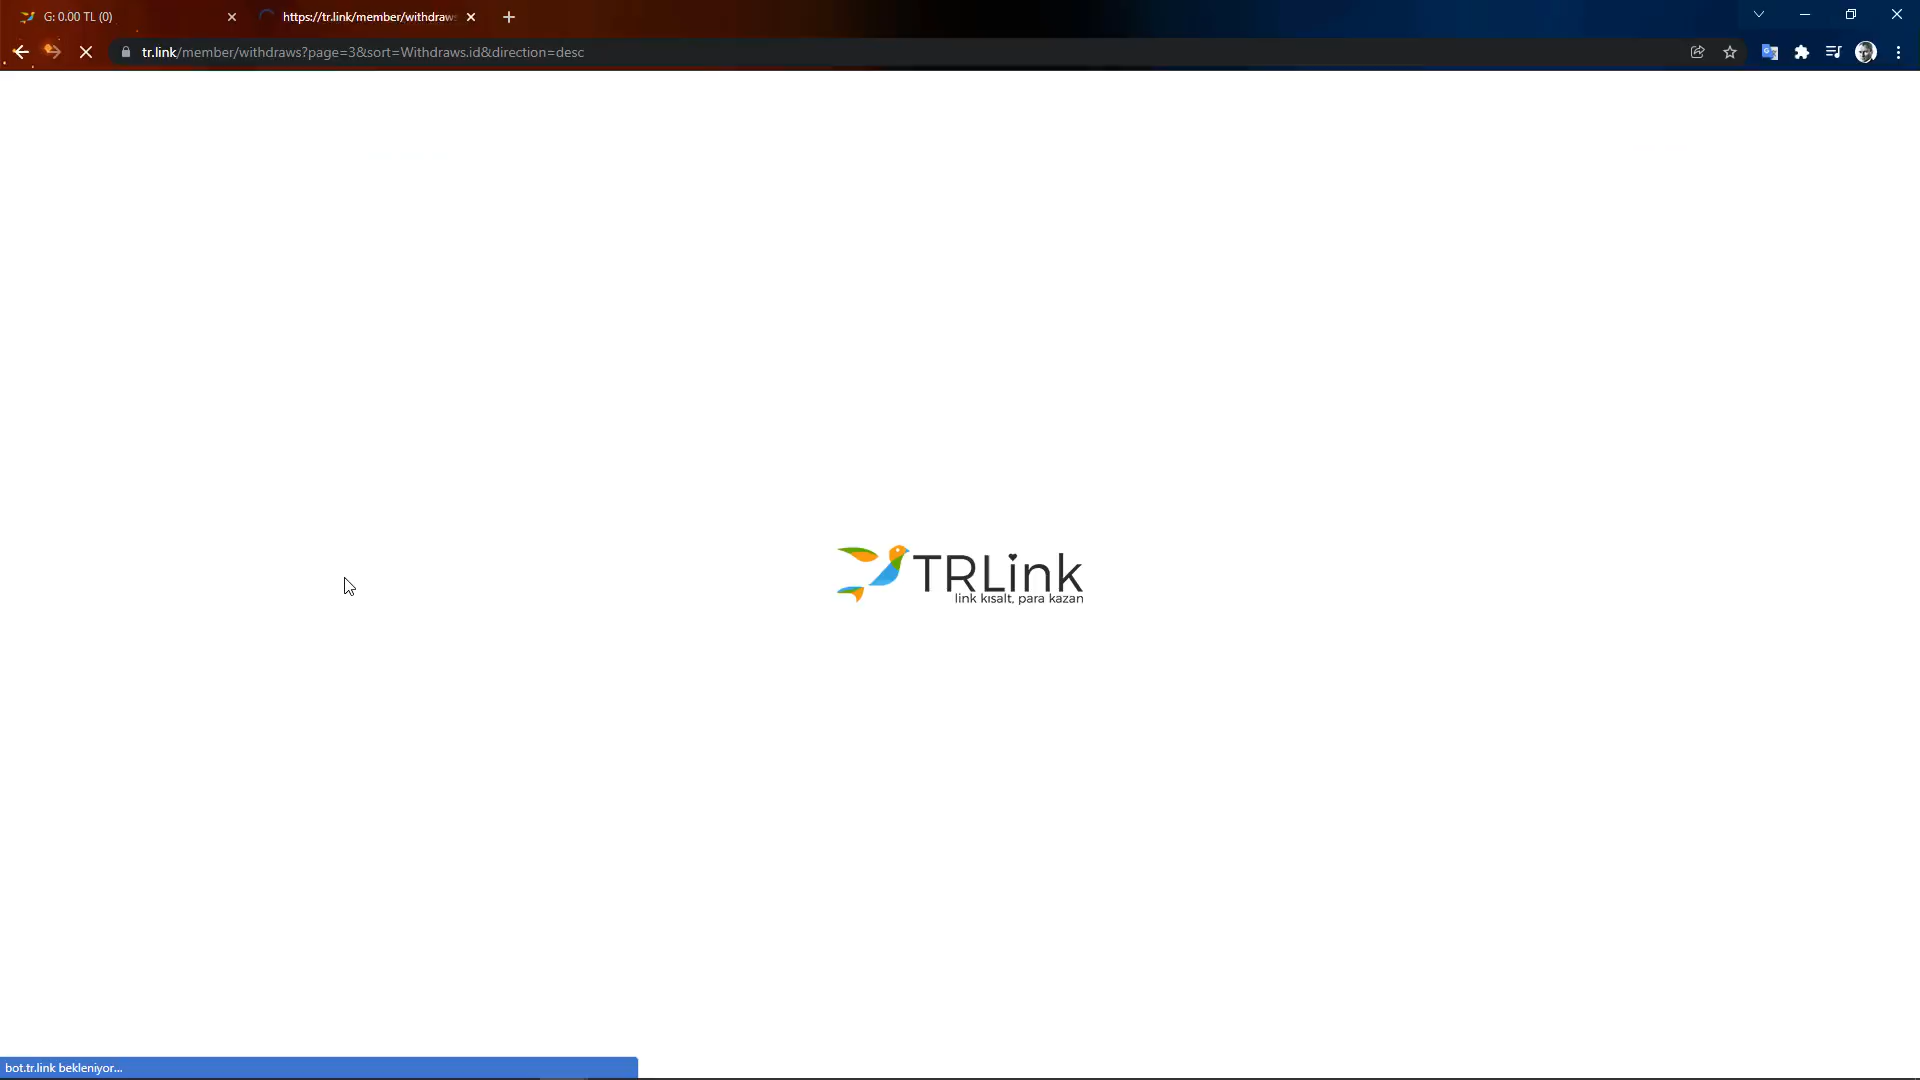 G: 0.00 TL (0)
https://tr.link/member/withdraws
tr.link/member/withdraws?page=3&sort=Withdraws.id&direction=desc
TRLink
link kısalt, para kazan
bot.tr.link bekleniyor...